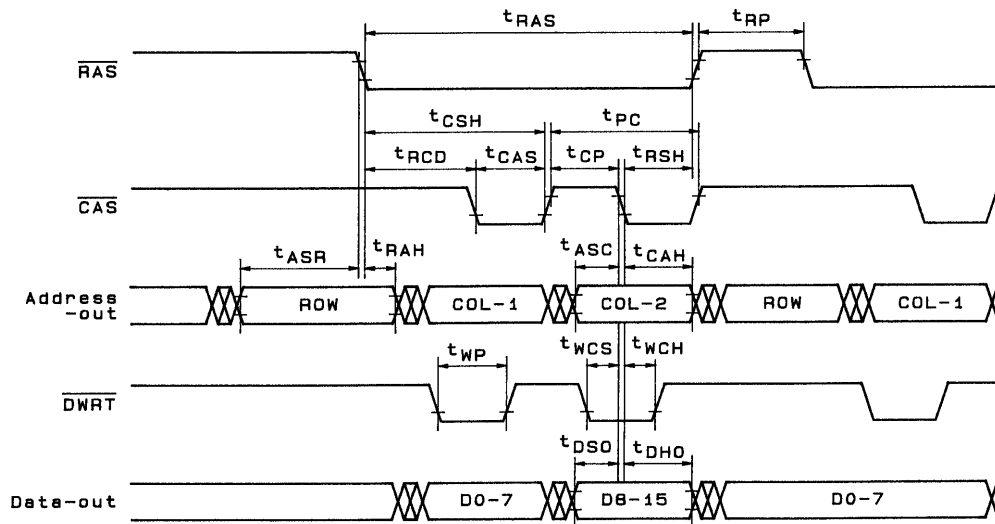 tRAS tRP
RAS
tCSH tPC
tRCD tCAS tCP tRSH
CAS
tASR tRAH tASC tCAH
Address
-out
ROW COL-1 COL-2 ROW COL-1
tWP tWCS tWCH
DWRT
tDSO tDHO
Data-out D0-7 D8-15 D0-7